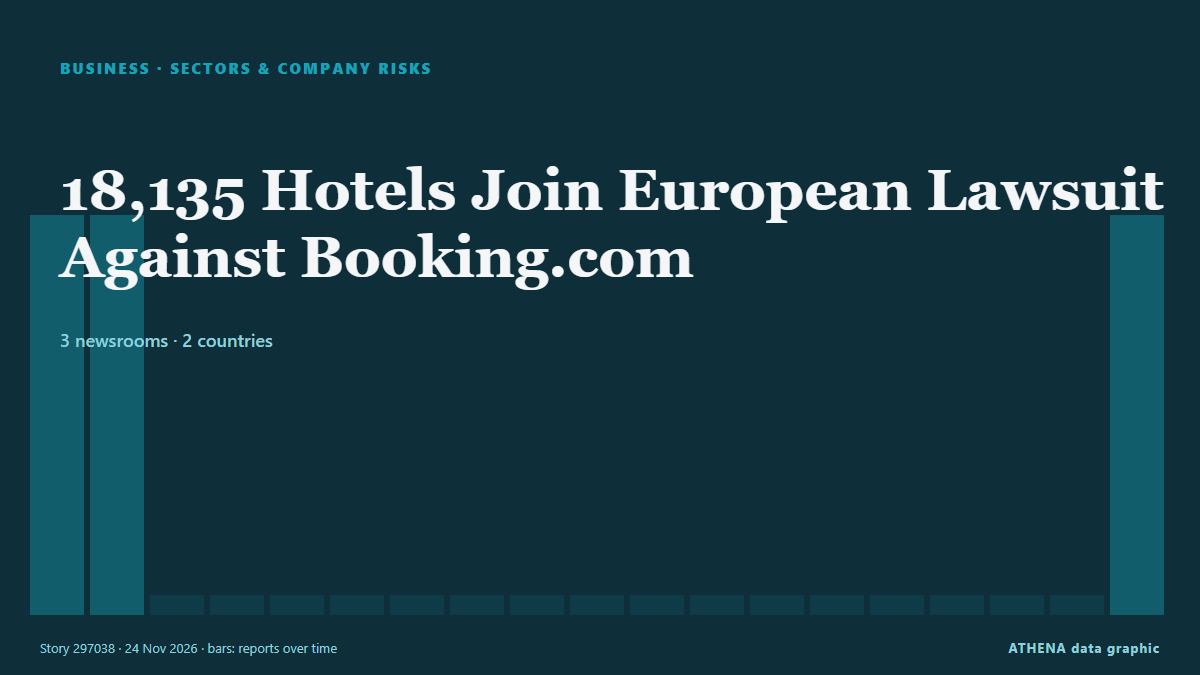 BUSINESS · SECTORS & COMPANY RISKS
18,135 Hotels Join European Lawsuit
Against Booking.com
3 newsrooms · 2 countries
Story 297038 · 24 Nov 2026 · bars: reports over time
ATHENA data graphic